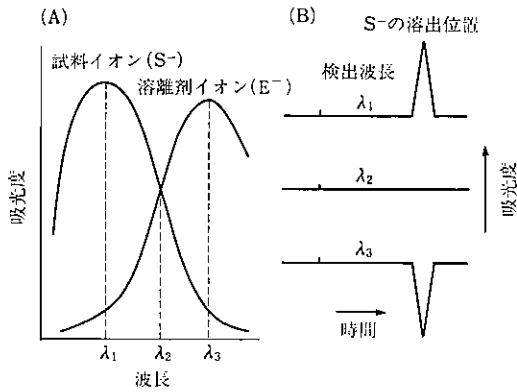 (A)
試料イオン(S⁻)
溶離剤イオン(E⁻)
吸光度
λ₁ λ₂ λ₃
波長
(B)
S⁻の溶出位置
検出波長
λ₁
λ₂
λ₃
吸光度
時間